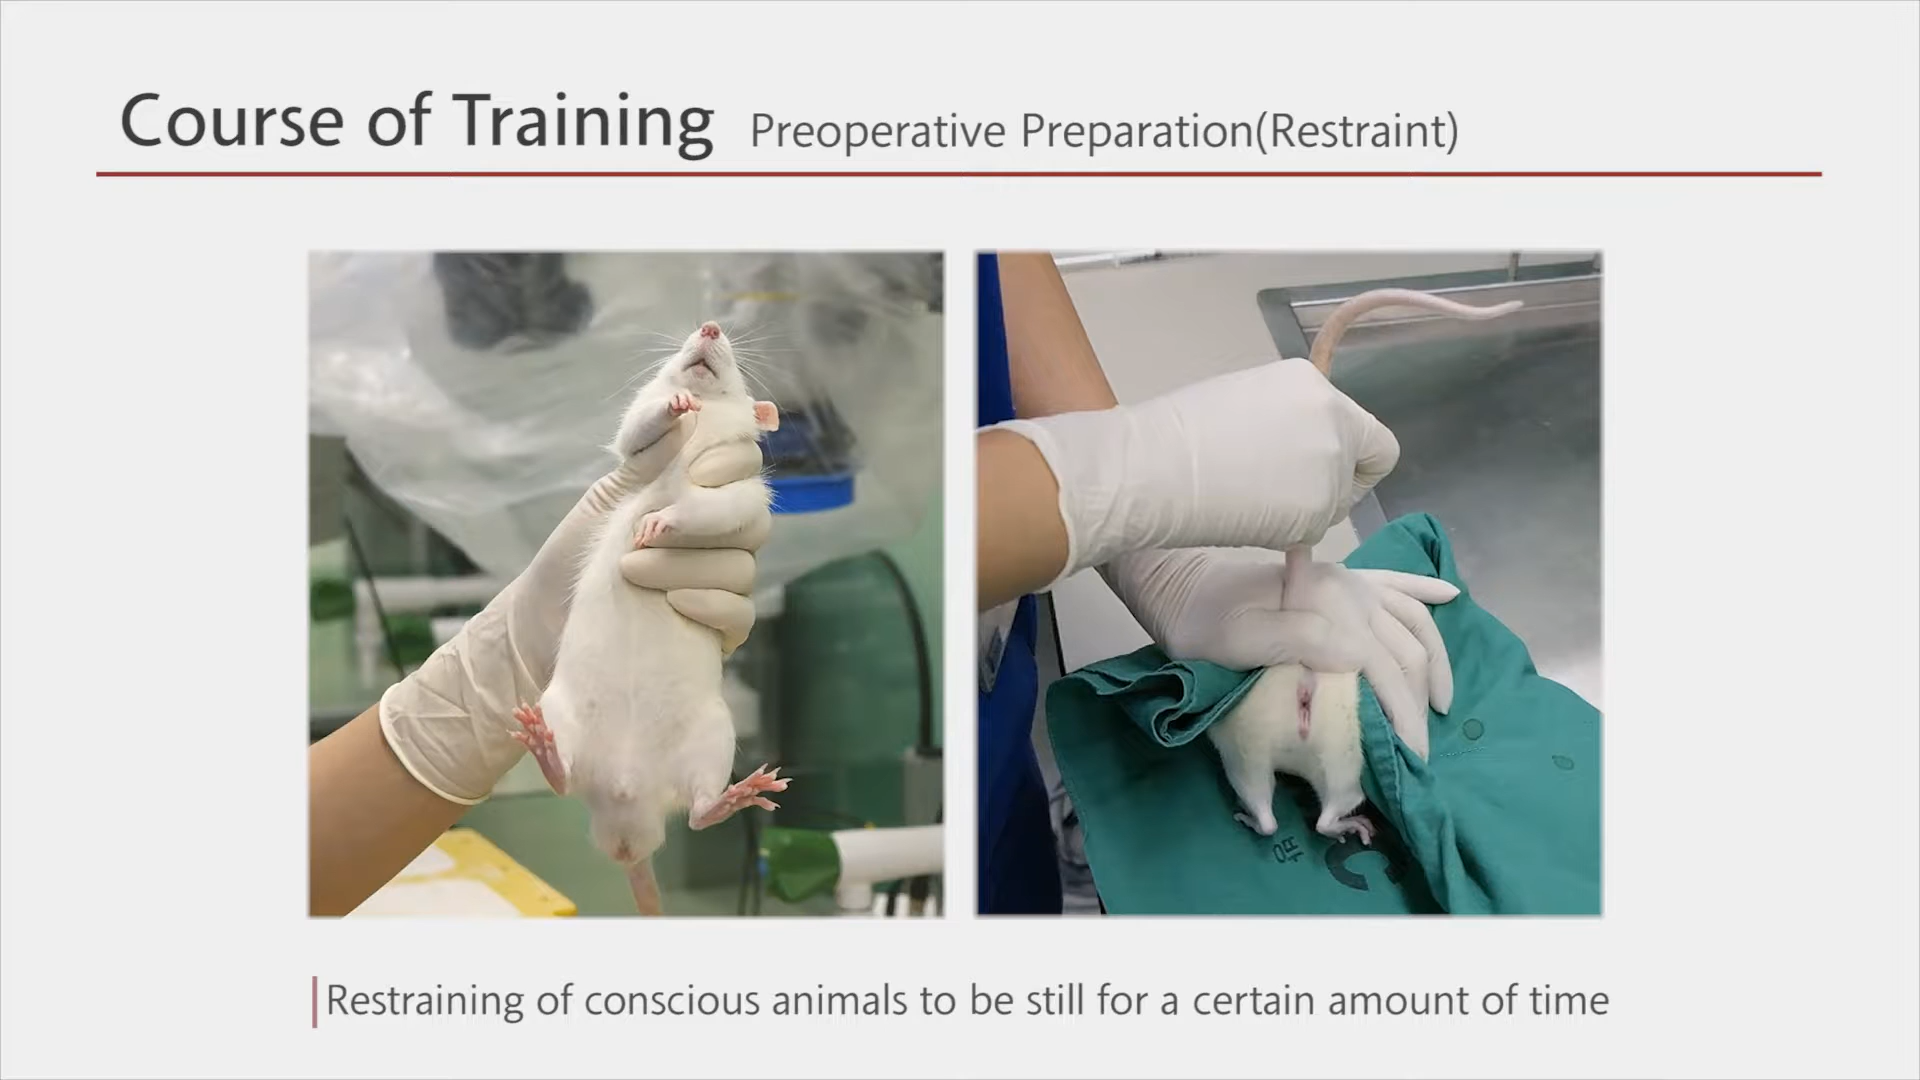 Course of Training Preoperative Preparation(Restraint)
C
Restraining of conscious animals to be still for a certain amount of time